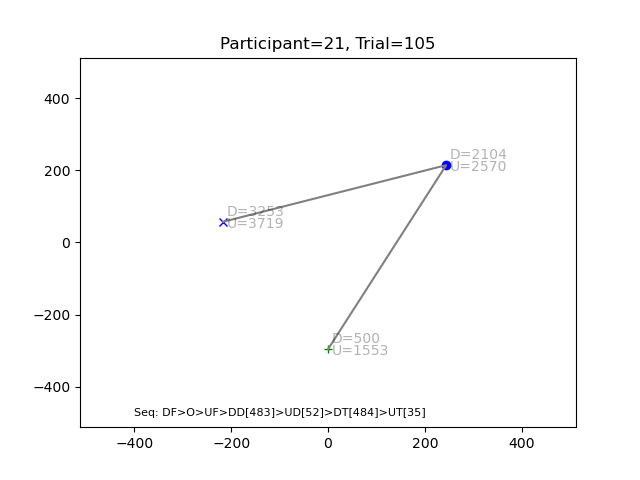 Participant=21, Trial=105
400
200
0
−200
−400
D=2104
U=2570
D=3253
U=3719
D=500
U=1553
Seq: DF>O>UF>DD[483]>UD[52]>DT[484]>UT[35]
−400 −200 0 200 400